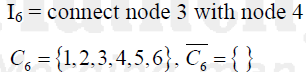 I₆ = connect node 3 with node 4
C₆ = {1,2,3,4,5,6}, C̅₆ = { }